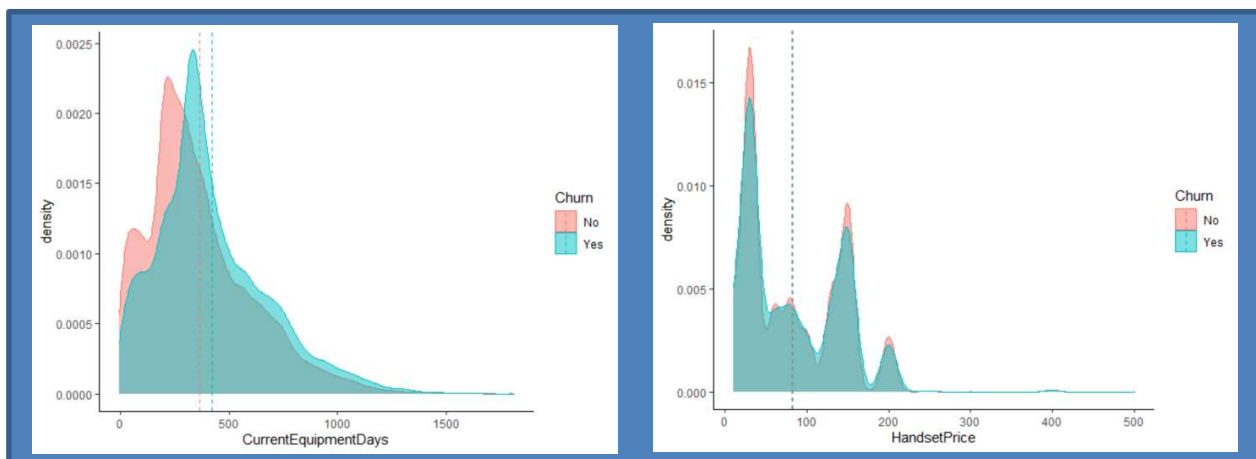 0.0025
0.0020
0.0015
0.0010
0.0005
0.0000
density
0
500
1000
1500
CurrentEquipmentDays
Churn
No
Yes
0.015
0.010
0.005
0.000
density
0
100
200
300
400
500
HandsetPrice
Churn
No
Yes